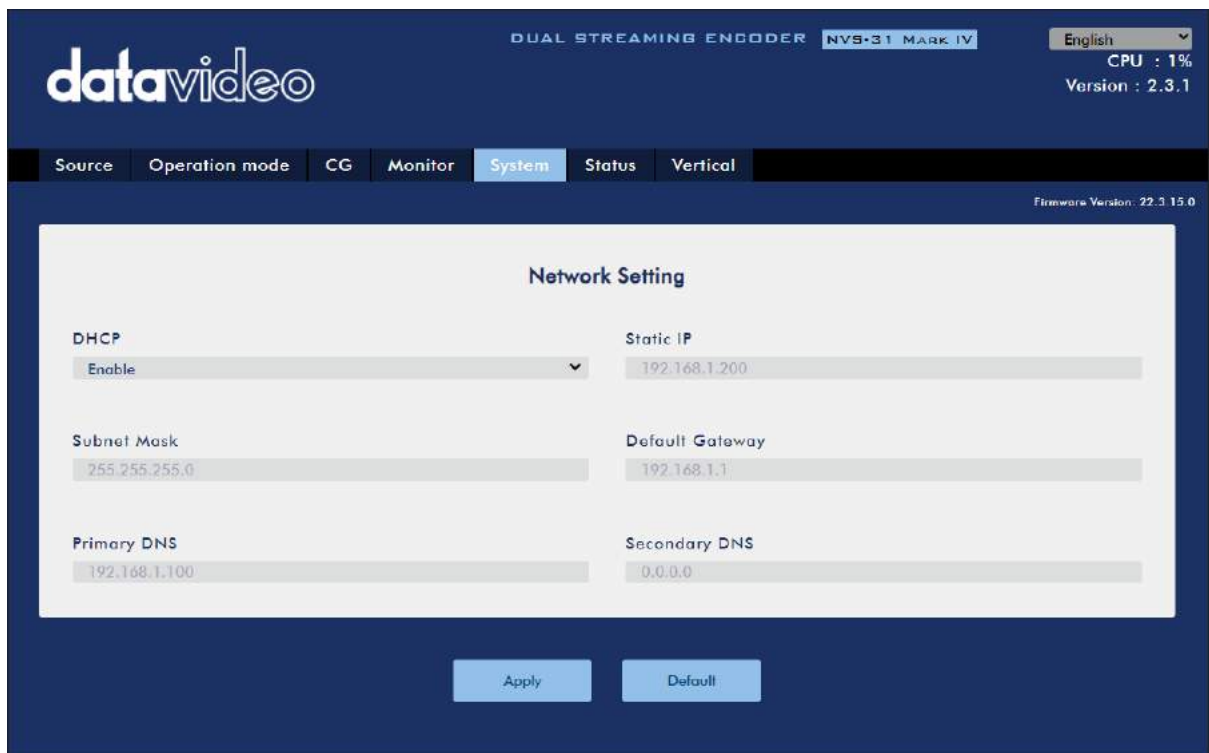 DUAL STREAMING ENCODER NVS-31 MARK IV
English
datavideo
CPU : 1%
Version : 2.3.1
Source Operation mode CG Monitor System Status Vertical
Firmware Version: 22.3.15.0
Network Setting
DHCP Static IP
Enable 192.168.1.200
Subnet Mask Default Gateway
255.255.255.0 192.168.1.1
Primary DNS Secondary DNS
192.168.1.100 0.0.0.0
Apply Default